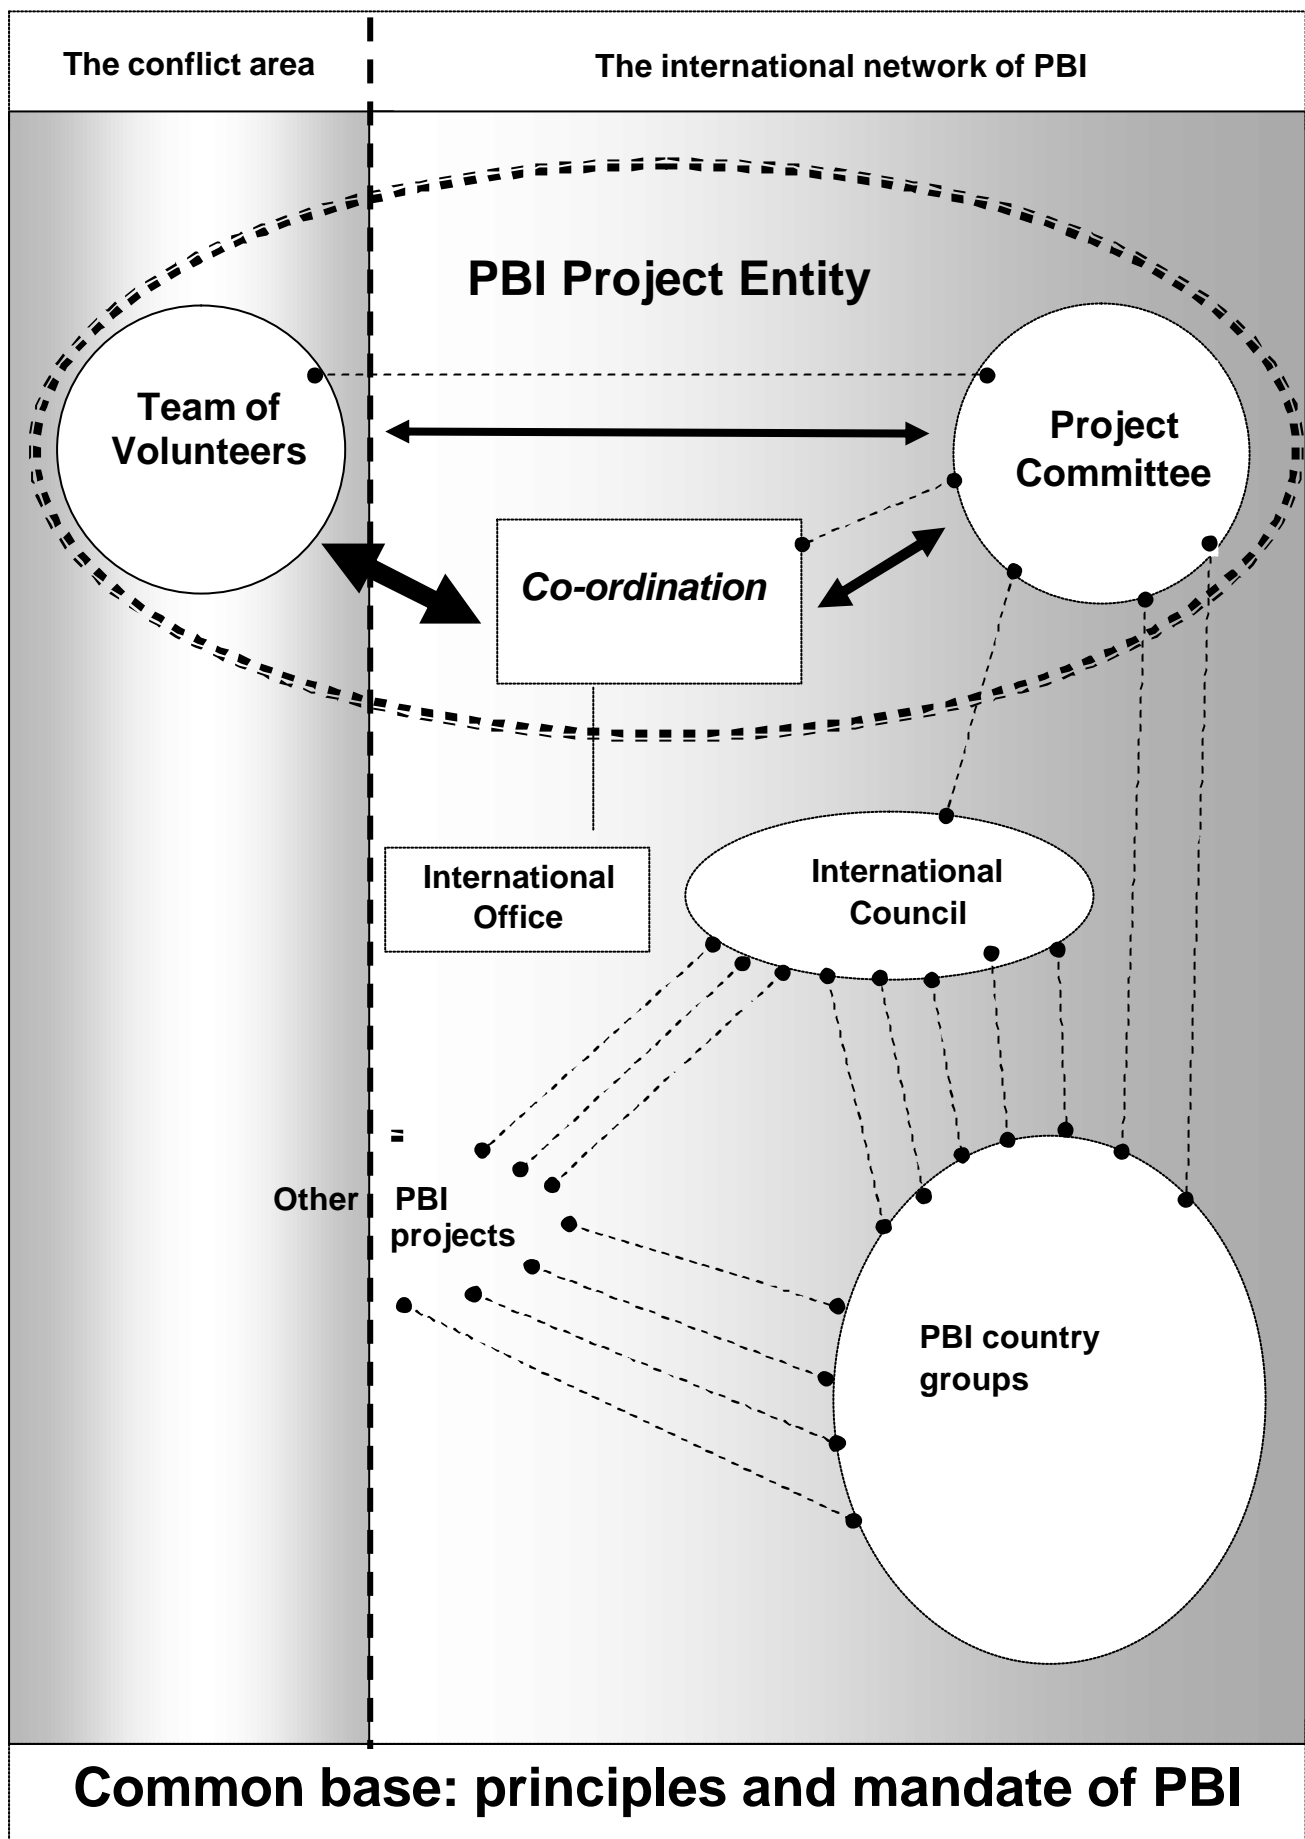 The conflict area
The international network of PBI
PBI Project Entity
Team of
Volunteers
Project
Committee
Co-ordination
International
Office
International
Council
Other PBI
projects
PBI country
groups
Common base: principles and mandate of PBI